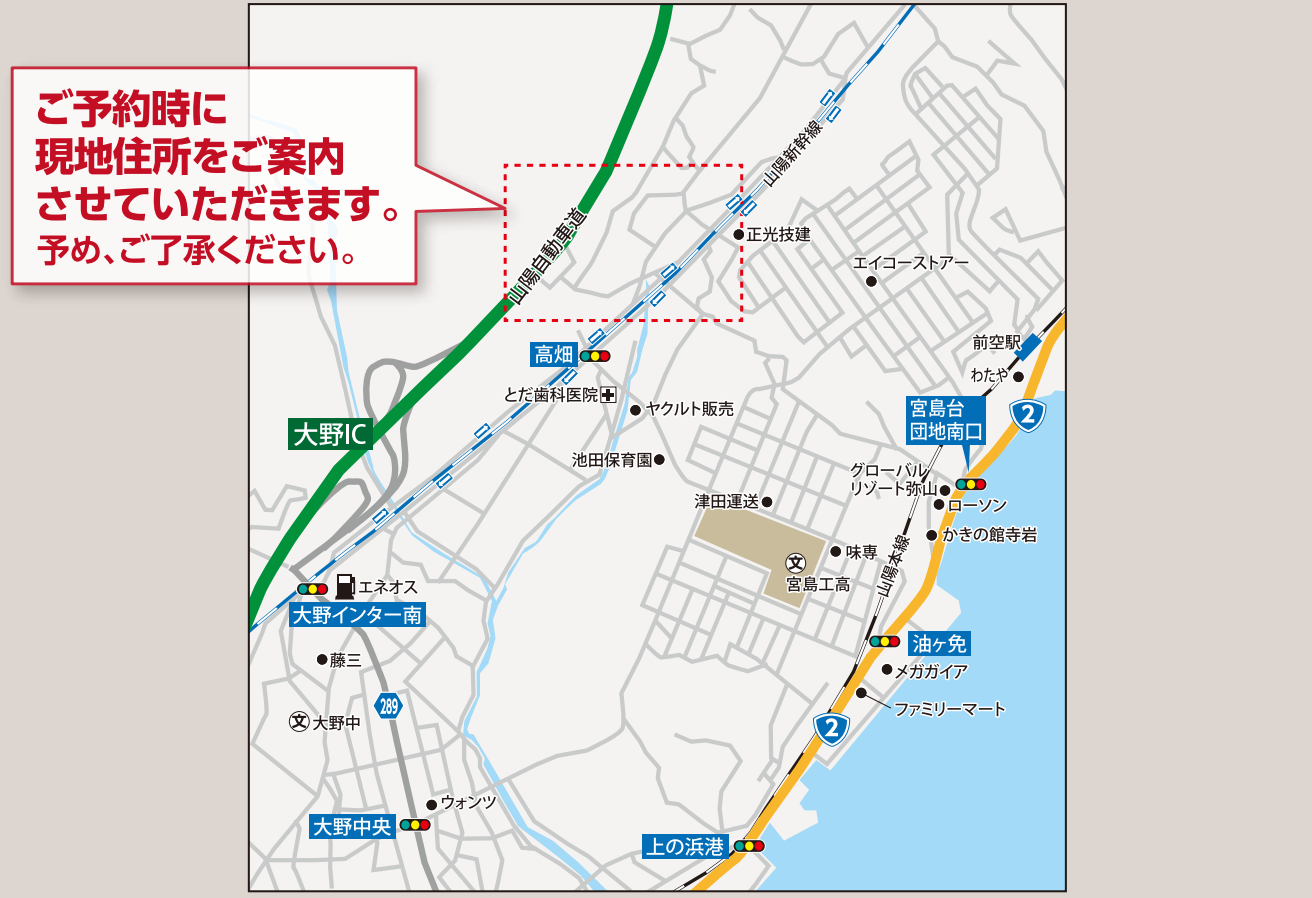 ご予約時に
現地住所をご案内
させていただきます。
予め、ご了承ください。
山陽新幹線
山陽自動車道
正光技建
エイコーストアー
前空駅
わたや
高畑
とだ歯科医院
ヤクルト販売
宮島台
団地南口
2
大野IC
池田保育園
グローバル
リゾート弥山
ローソン
津田運送
かきの館寺岩
味専
山陽本線
文
宮島工高
エネオス
大野インター南
油ヶ免
藤三
メガガイア
289
ファミリーマート
文
大野中
2
ウォンツ
大野中央
上の浜港